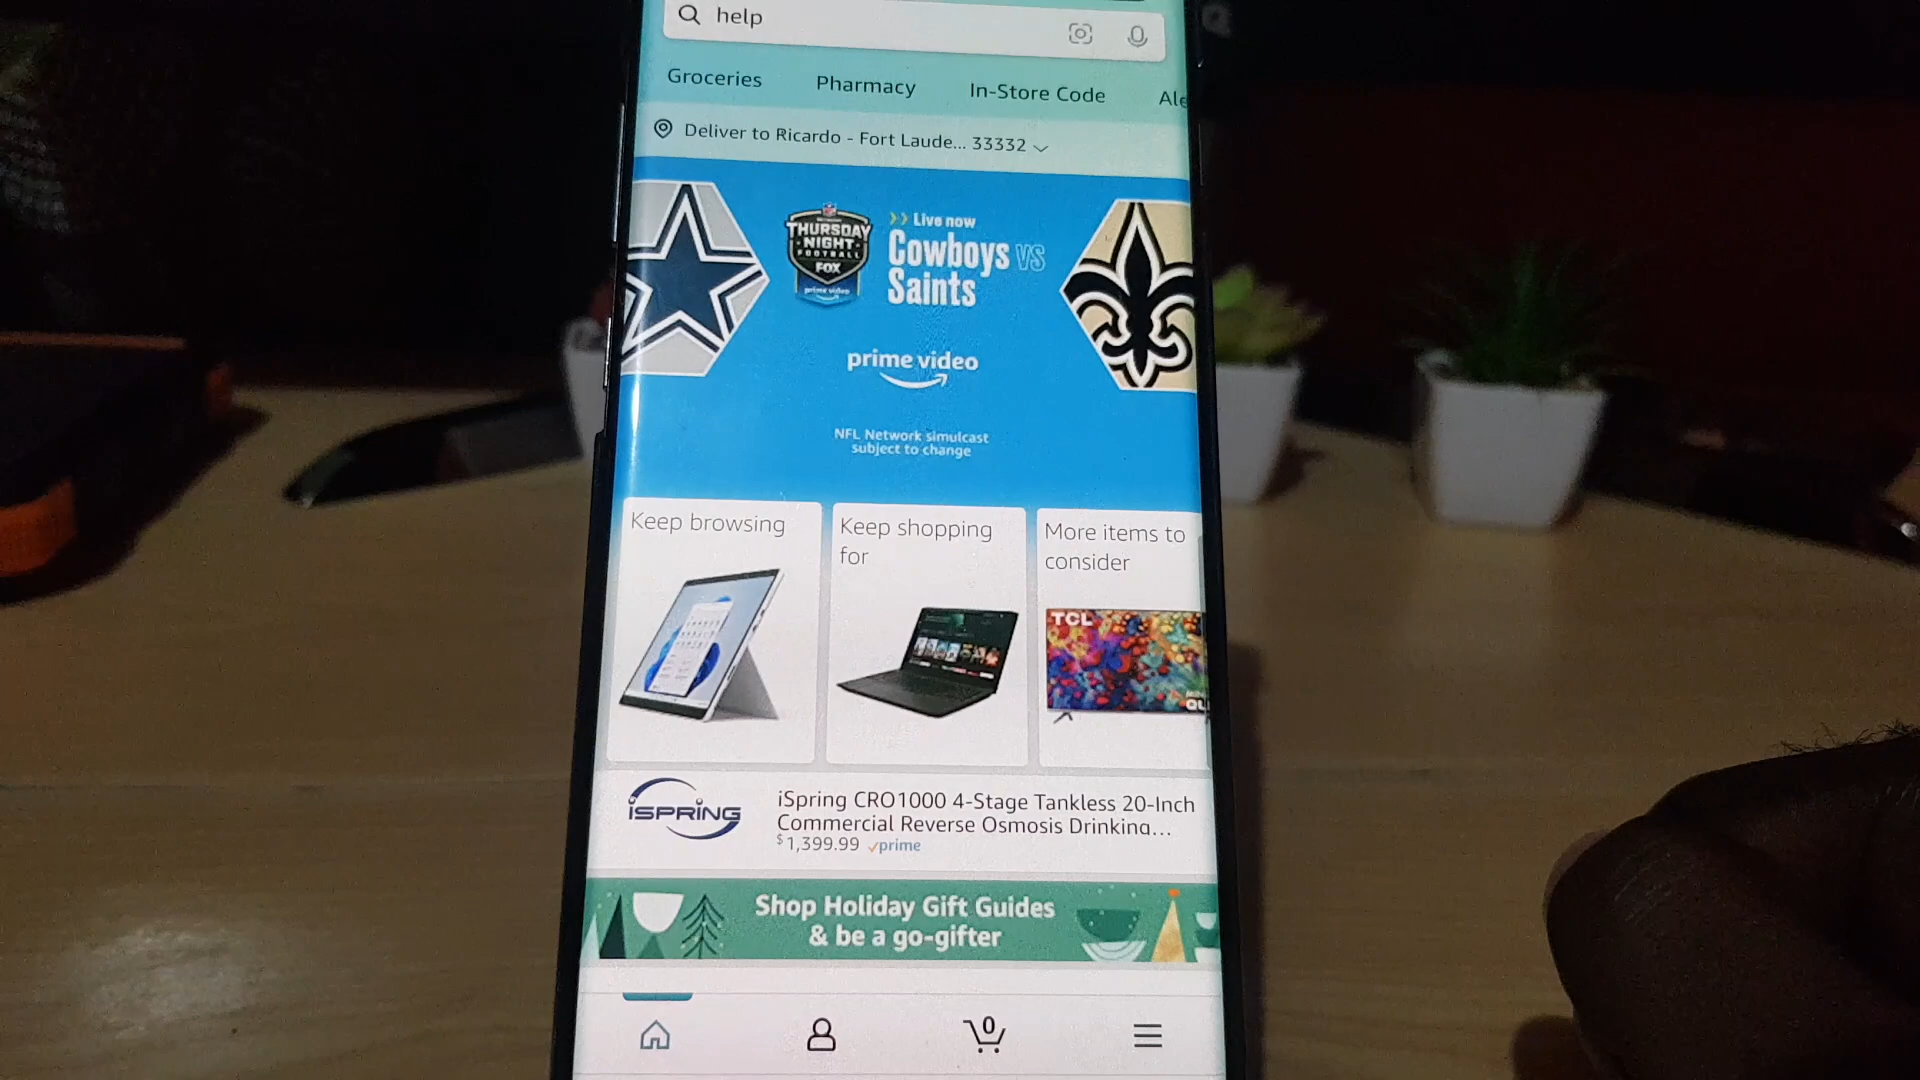 help
Groceries Pharmacy In-Store Code Ale
Deliver to Ricardo - Fort Laude... 33332
THURSDAY
NIGHT
FOOTBALL
FOX
prime video
Live now
Cowboys vs
Saints
prime video
NFL Network simulcast
subject to change
Keep browsing
Keep shopping
for
More items to
consider
TCL
QL
iSPRING
iSpring CRO1000 4-Stage Tankless 20-Inch
Commercial Reverse Osmosis Drinking...
$1,399.99 prime
Shop Holiday Gift Guides
& be a go-gifter
0